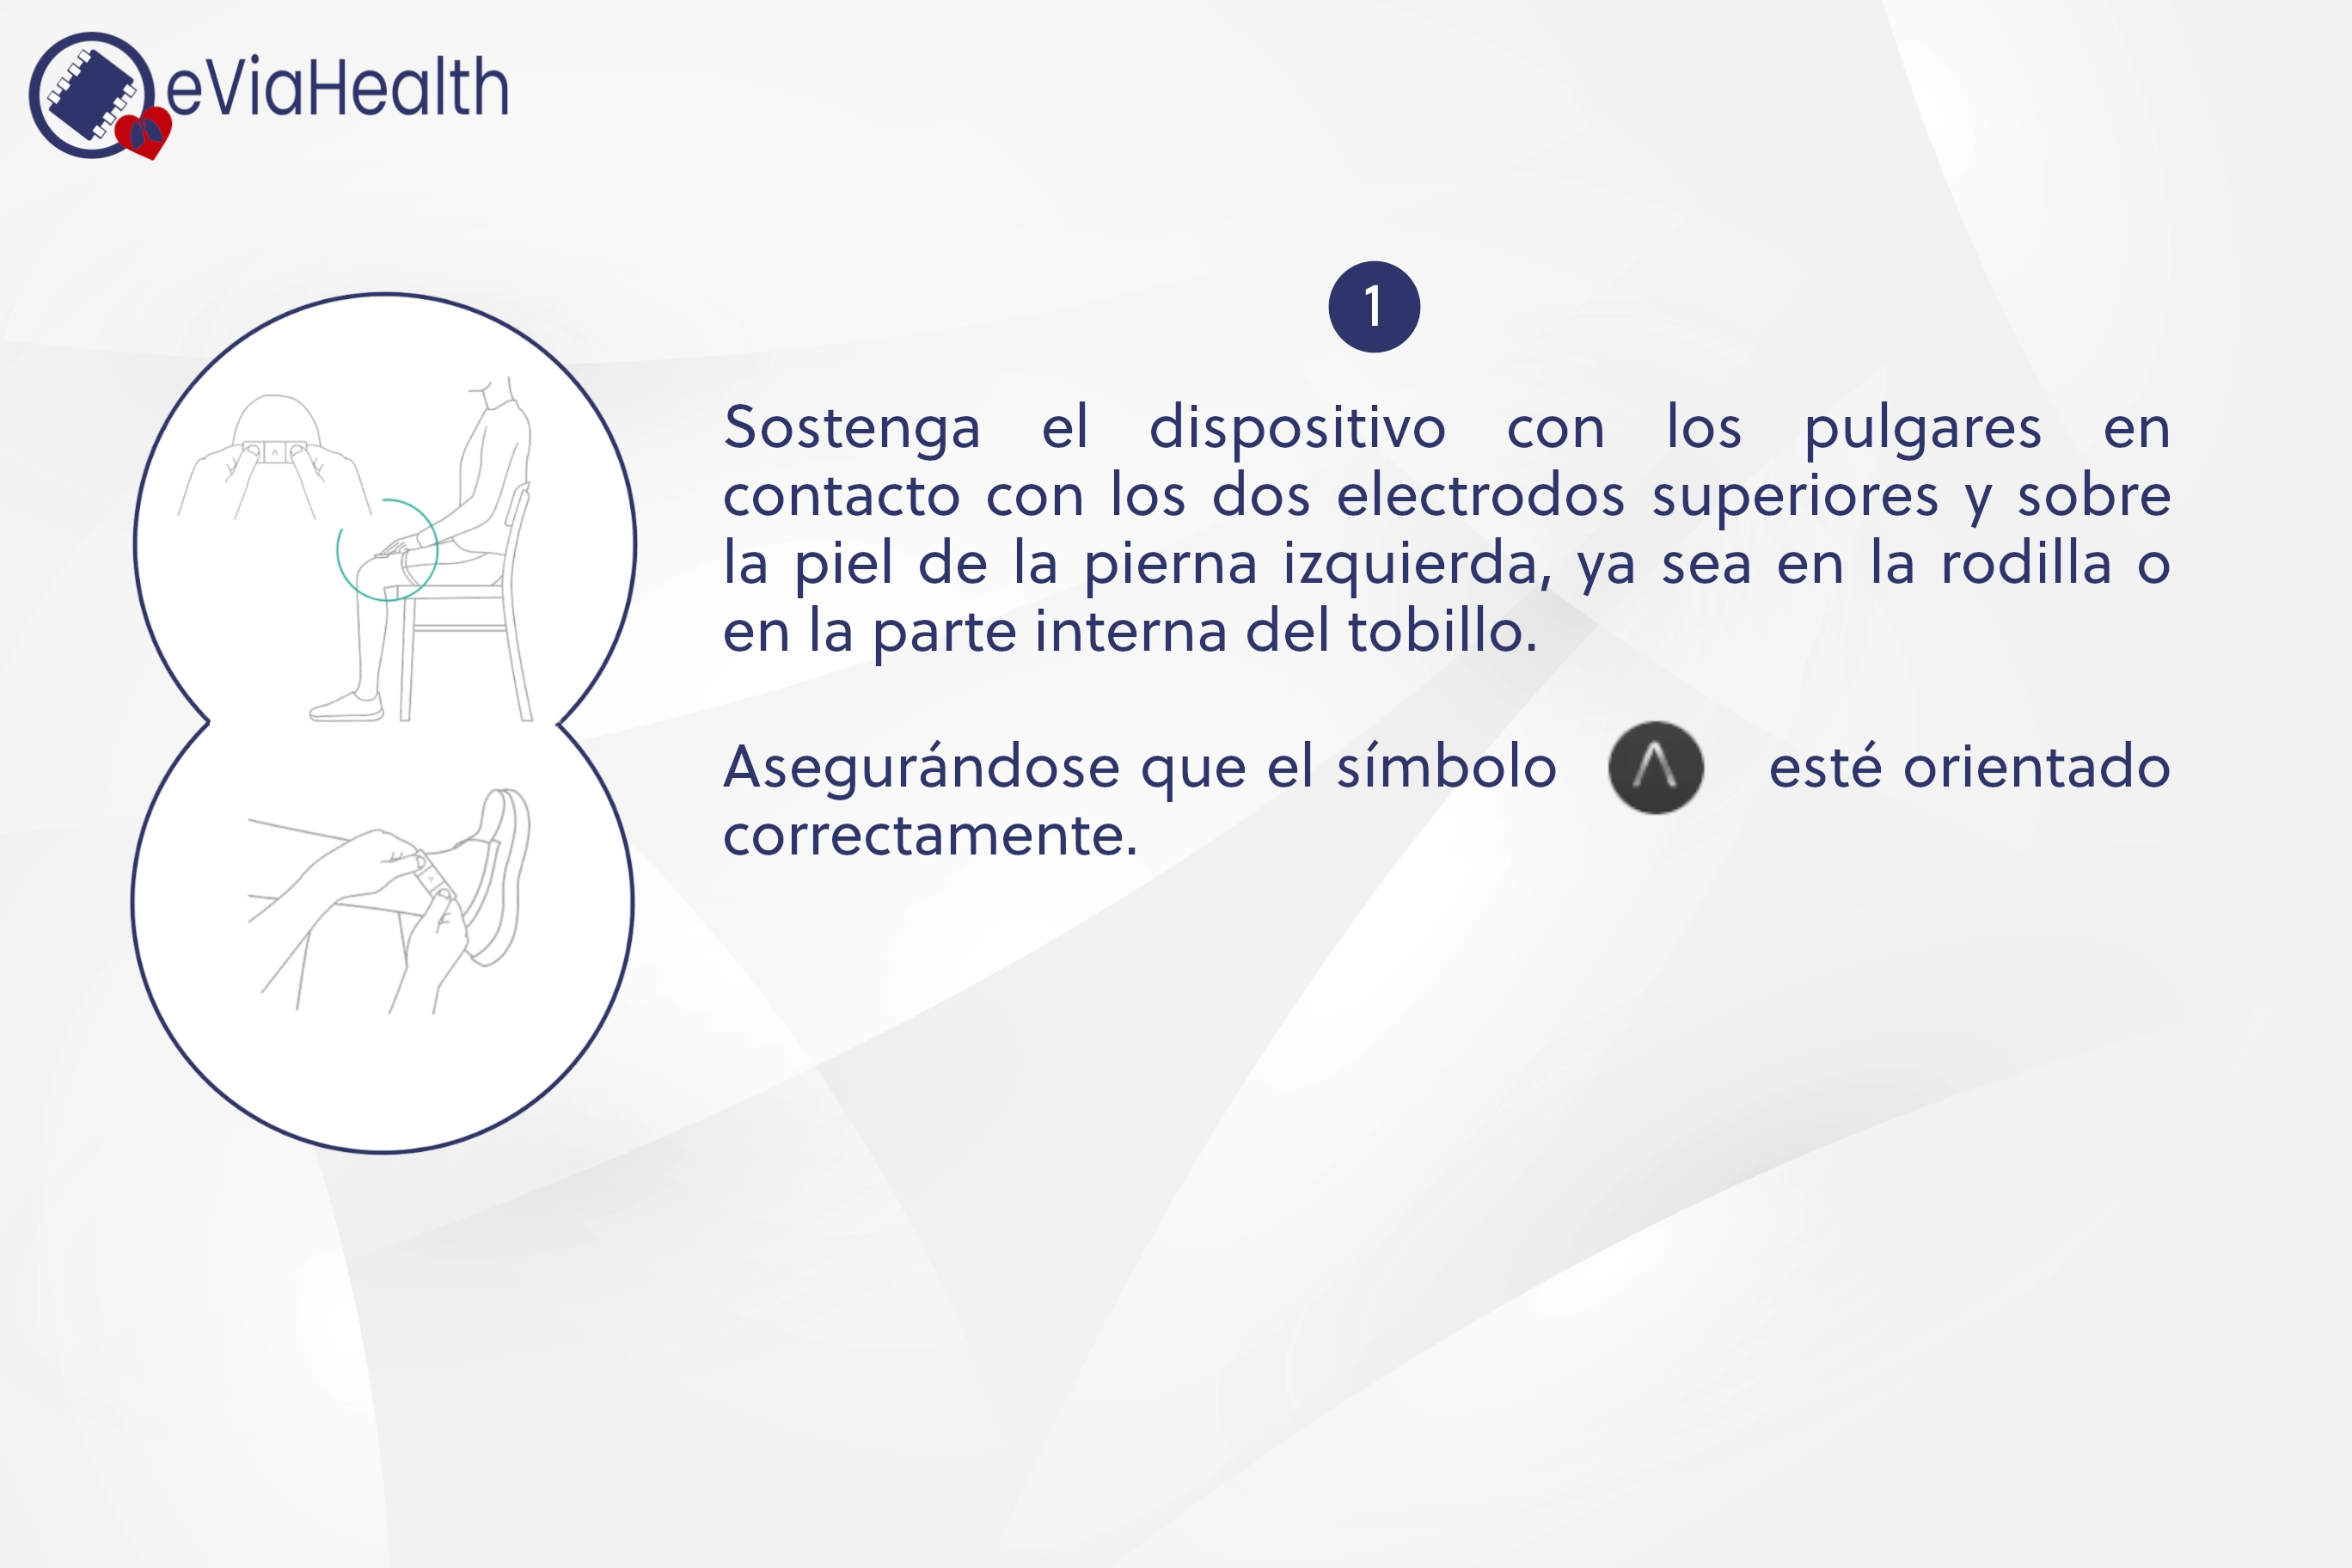 eViaHealth
1
Sostenga el dispositivo con los pulgares en
contacto con los dos electrodos superiores y sobre
la piel de la pierna izquierda, ya sea en la rodilla o
en la parte interna del tobillo.
Asegurándose que el símbolo Λ esté orientado
correctamente.